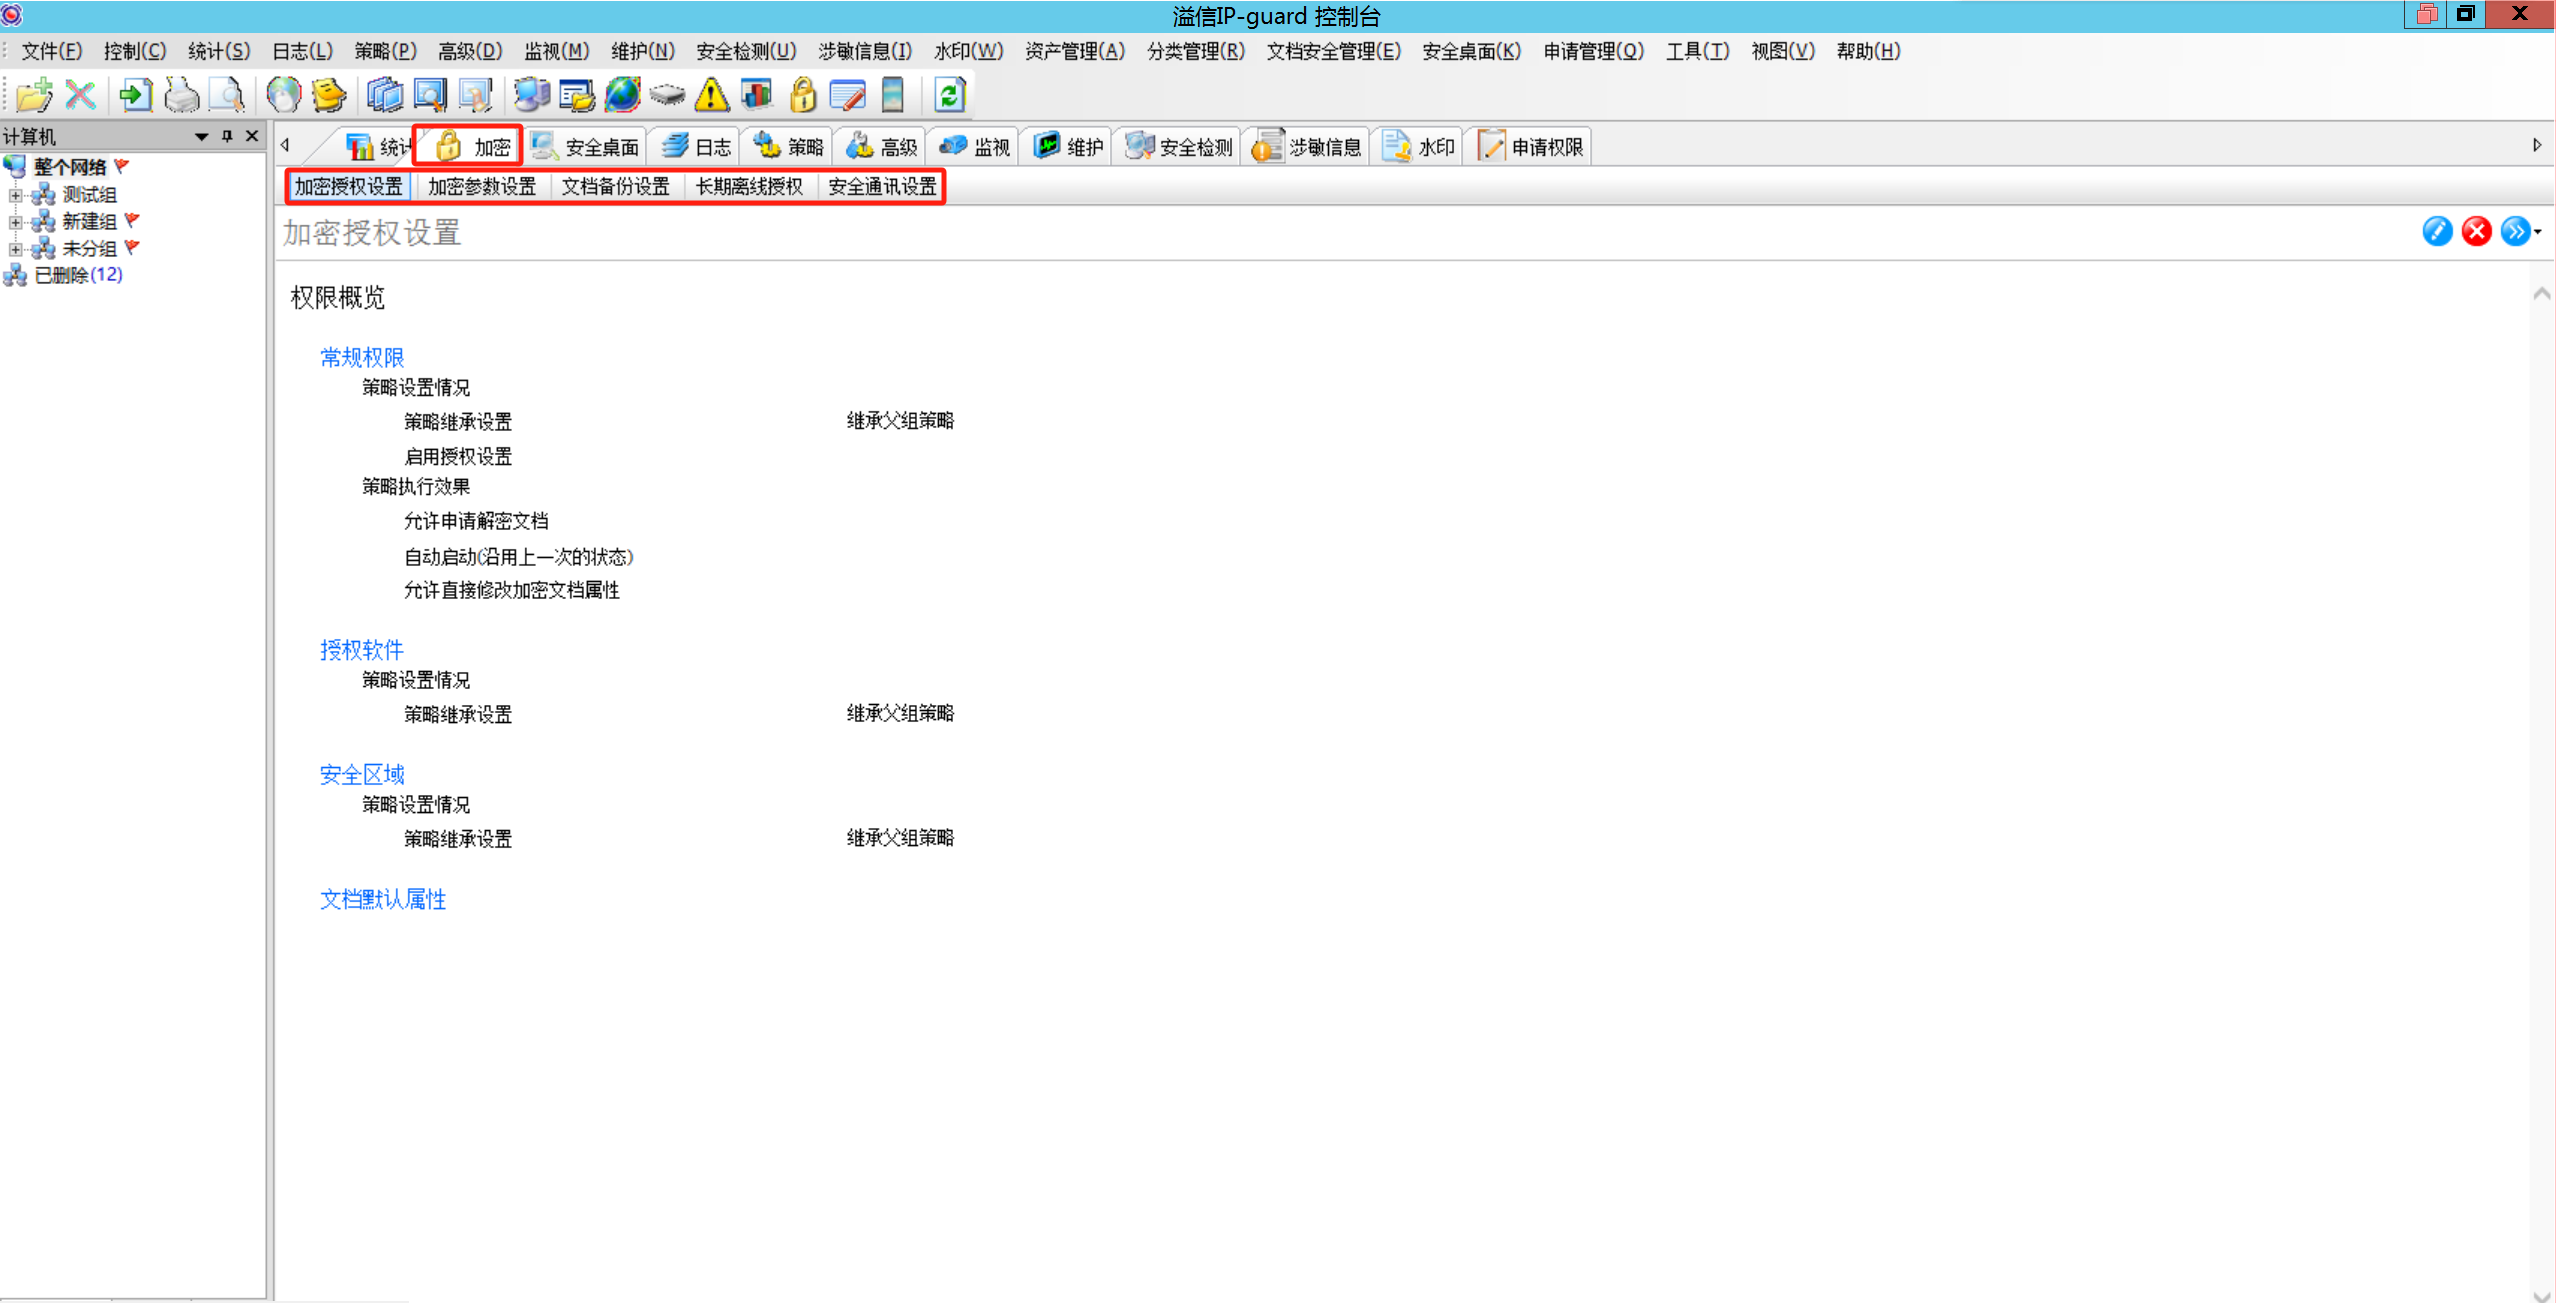 溢信IP-guard 控制台
文件(F) 控制(C) 统计(S) 日志(L) 策略(P) 高级(D) 监视(M) 维护(N) 安全检测(U) 涉敏信息(I) 水印(W) 资产管理(A) 分类管理(R) 文档安全管理(E) 安全桌面(K) 申请管理(Q) 工具(T) 视图(V) 帮助(H)
计算机
整个网络
测试组
新建组
未分组
已删除(12)
统计 加密 安全桌面 日志 策略 高级 监视 维护 安全检测 涉敏信息 水印 申请权限
加密授权设置 加密参数设置 文档备份设置 长期离线授权 安全通讯设置
加密授权设置
权限概览
常规权限
策略设置情况
策略继承设置 继承父组策略
启用授权设置
策略执行效果
允许申请解密文档
自动启动(沿用上一次的状态)
允许直接修改加密文档属性
授权软件
策略设置情况
策略继承设置 继承父组策略
安全区域
策略设置情况
策略继承设置 继承父组策略
文档默认属性